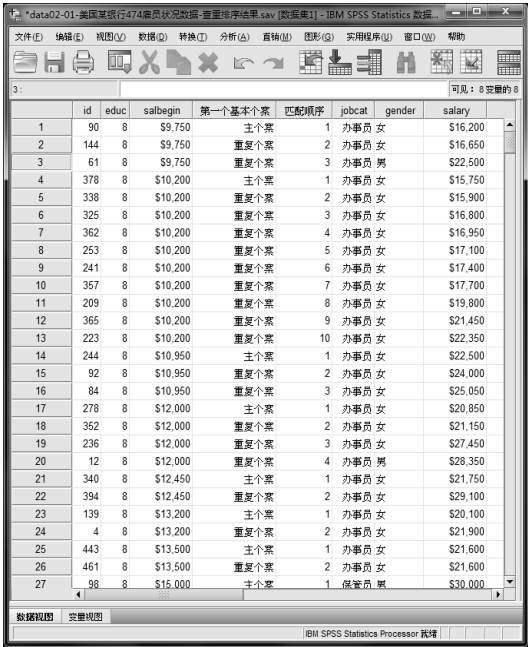 *data02-01-美国某银行474雇员状况数据-查重排序结果.sav [数据集1] - IBM SPSS Statistics 数据...
文件(F) 编辑(E) 视图(V) 数据(D) 转换(T) 分析(A) 直销(M) 图形(G) 实用程序(U) 窗口(W) 帮助
3 : 可见：8变量的8
id educ salbegin 第一个基本个案 匹配顺序 jobcat gender salary
1 90 8 $9,750 主个案 1 办事员 女 $16,200
2 144 8 $9,750 重复个案 2 办事员 女 $16,650
3 61 8 $9,750 重复个案 3 办事员 男 $22,500
4 378 8 $10,200 主个案 1 办事员 女 $15,750
5 338 8 $10,200 重复个案 2 办事员 女 $15,900
6 325 8 $10,200 重复个案 3 办事员 女 $16,800
7 362 8 $10,200 重复个案 4 办事员 女 $16,950
8 253 8 $10,200 重复个案 5 办事员 女 $17,100
9 241 8 $10,200 重复个案 6 办事员 女 $17,400
10 357 8 $10,200 重复个案 7 办事员 女 $17,700
11 209 8 $10,200 重复个案 8 办事员 女 $19,800
12 365 8 $10,200 重复个案 9 办事员 女 $21,450
13 223 8 $10,200 重复个案 10 办事员 女 $22,350
14 244 8 $10,950 主个案 1 办事员 女 $22,500
15 92 8 $10,950 重复个案 2 办事员 女 $24,000
16 84 8 $10,950 重复个案 3 办事员 女 $25,050
17 278 8 $12,000 主个案 1 办事员 女 $20,850
18 352 8 $12,000 重复个案 2 办事员 女 $21,150
19 236 8 $12,000 重复个案 3 办事员 女 $27,450
20 12 8 $12,000 重复个案 4 办事员 男 $28,350
21 340 8 $12,450 主个案 1 办事员 女 $21,750
22 394 8 $12,450 重复个案 2 办事员 女 $29,100
23 139 8 $13,200 主个案 1 办事员 女 $20,100
24 4 8 $13,200 重复个案 2 办事员 女 $21,900
25 443 8 $13,500 主个案 1 办事员 女 $21,600
26 461 8 $13,500 重复个案 2 办事员 女 $21,600
27 98 8 $15,000 主个案 1 保管员 男 $30,000
数据视图 变量视图
IBM SPSS Statistics Processor 就绪